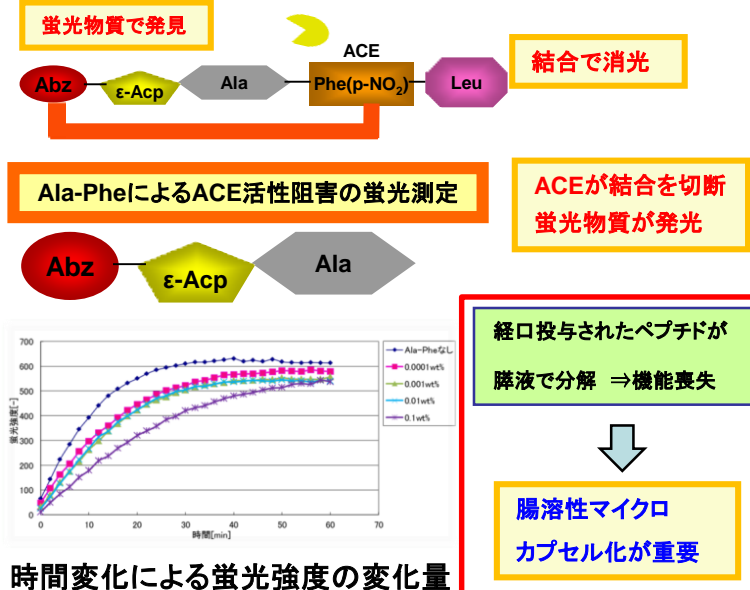 蛍光物質で発見
ACE
結合で消光
Abz
ε-Acp
Ala
Phe(p-NO₂)
Leu
Ala-PheによるACE活性阻害の蛍光測定
ACEが結合を切断
蛍光物質が発光
Abz
ε-Acp
Ala
経口投与されたペプチドが
膵液で分解 ⇒機能喪失
腸溶性マイクロ
カプセル化が重要
700
600
500
400
300
200
100
0
蛍光強度[-]
0 10 20 30 40 50 60 70
時間[min]
Ala-Pheなし
0.0001wt%
0.001wt%
0.01wt%
0.1wt%
時間変化による蛍光強度の変化量